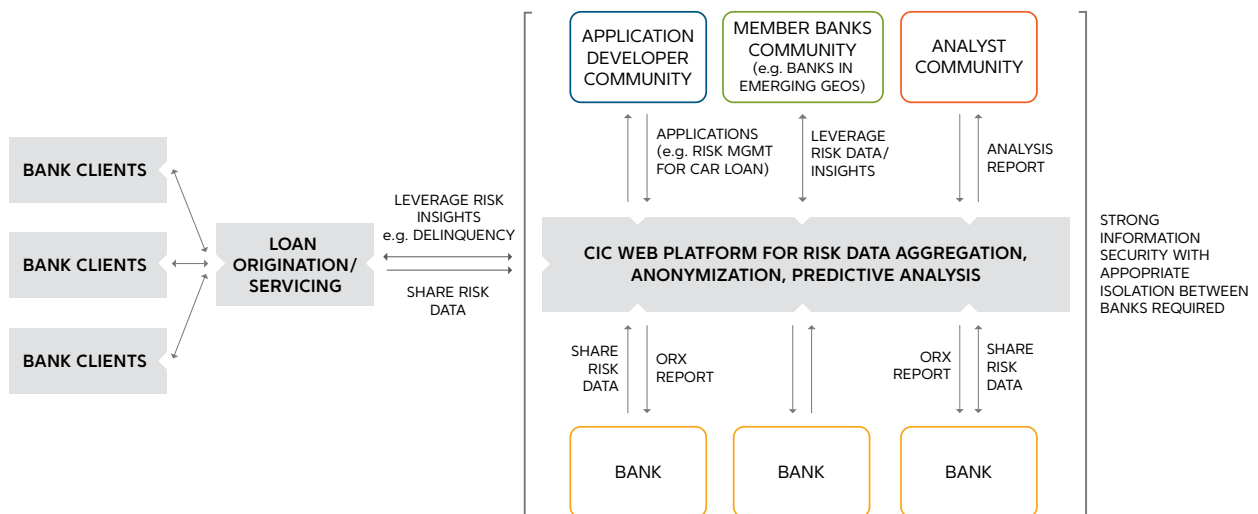 APPLICATION
DEVELOPER
COMMUNITY
MEMBER BANKS
COMMUNITY
(e.g. BANKS IN
EMERGING GEOS)
ANALYST
COMMUNITY
APPLICATIONS
(e.g. RISK MGMT
FOR CAR LOAN)
LEVERAGE
RISK DATA/
INSIGHTS
ANALYSIS
REPORT
BANK CLIENTS
BANK CLIENTS
BANK CLIENTS
LOAN
ORIGINATION/
SERVICING
LEVERAGE RISK
INSIGHTS
e.g. DELINQUENCY
SHARE RISK
DATA
CIC WEB PLATFORM FOR RISK DATA AGGREGATION,
ANONYMIZATION, PREDICTIVE ANALYSIS
STRONG
INFORMATION
SECURITY WITH
APPOPRIATE
ISOLATION BETWEEN
BANKS REQUIRED
SHARE
RISK
DATA
ORX
REPORT
ORX
REPORT
SHARE
RISK
DATA
BANK
BANK
BANK